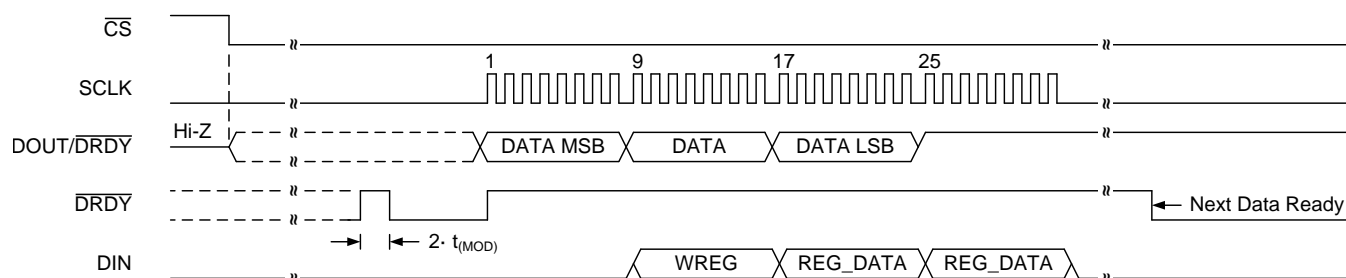 CS
SCLK
1 9 17 25
Hi-Z
DOUT/DRDY
DATA MSB DATA DATA LSB
DRDY
Next Data Ready
2· t(MOD)
DIN
WREG REG_DATA REG_DATA